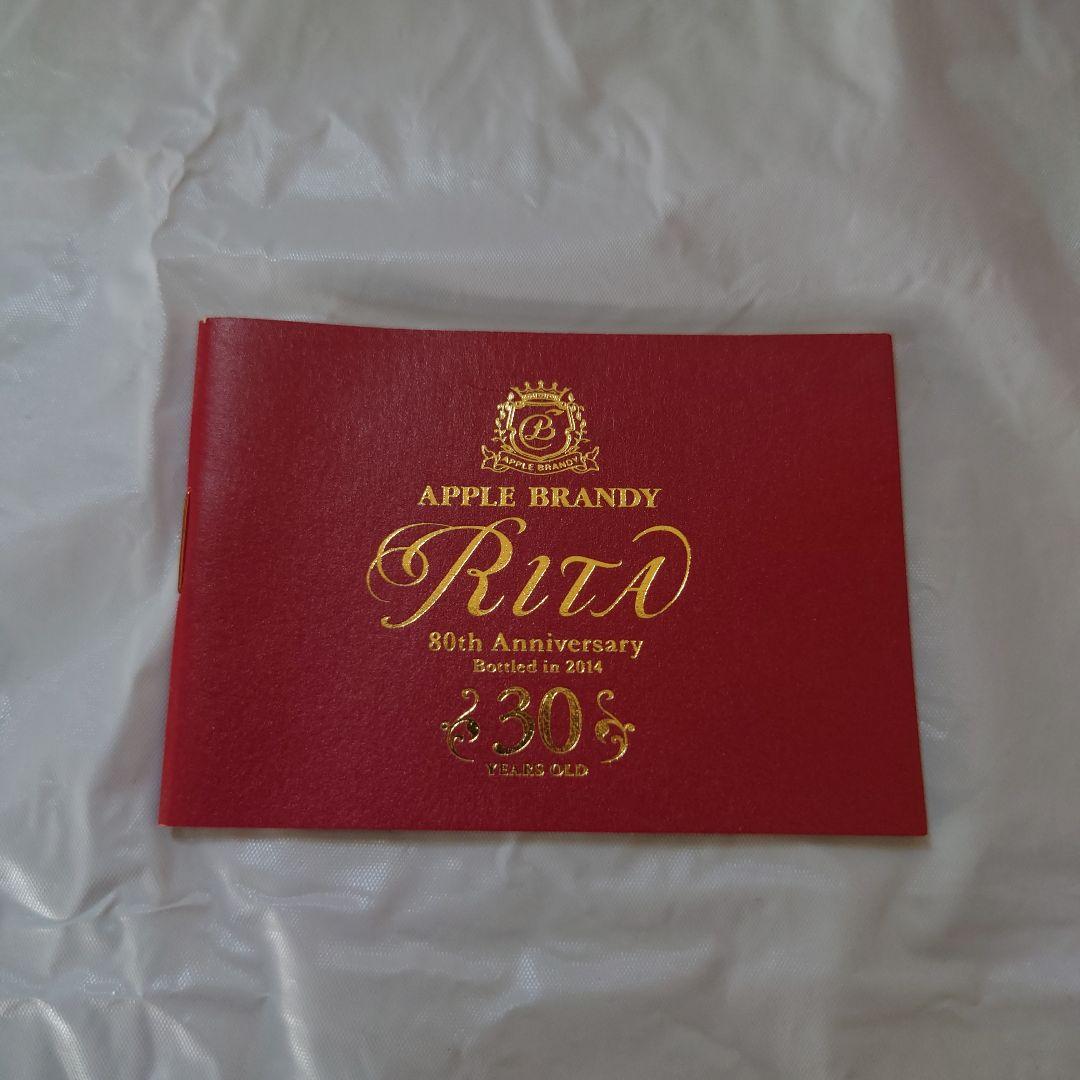 B
APPLE BRANDY
APPLE BRANDY
RITA
80th Anniversary
Bottled in 2014
30
YEARS OLD